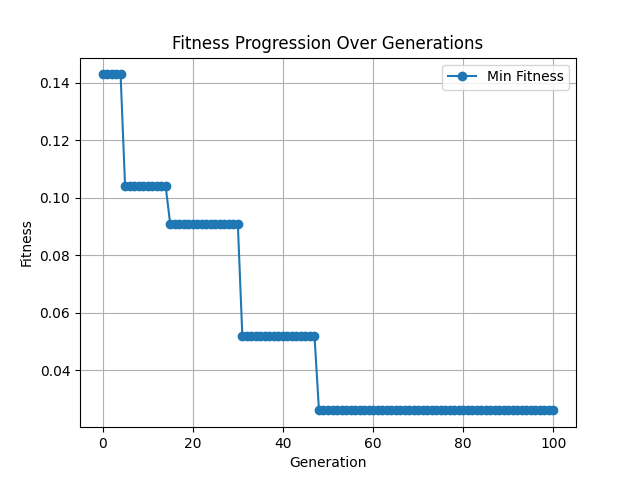 Fitness Progression Over Generations
Min Fitness
Fitness
0.14
0.12
0.10
0.08
0.06
0.04
0 20 40 60 80 100
Generation